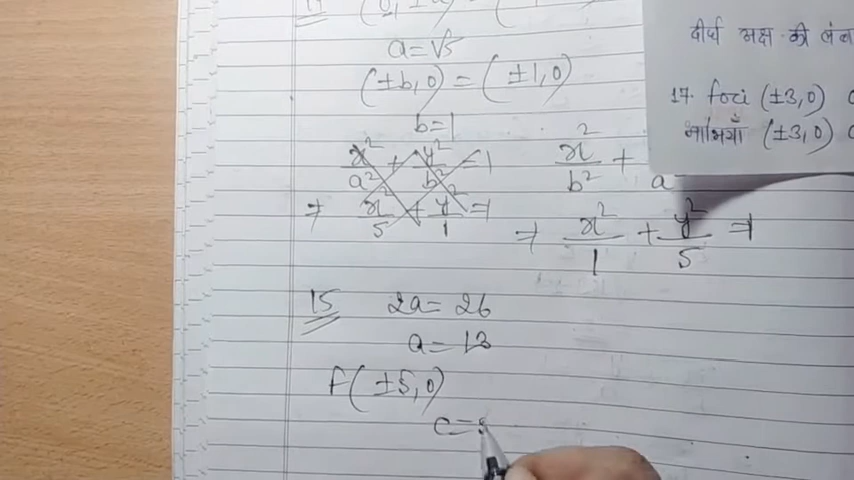 a = √5
(±b, 0) = (±1, 0)
b = 1
x²/a² + y²/b² = 1
⇒ x²/5 + y²/1 = 1
x²/b² + 
a
⇒ x²/1 + y²/5 = 1
15 2a = 26
a = 13
F(±5, 0)
c =
दीर्घ अक्ष की
17. foci (±3, 0)
नाभियाँ (±3, 0)